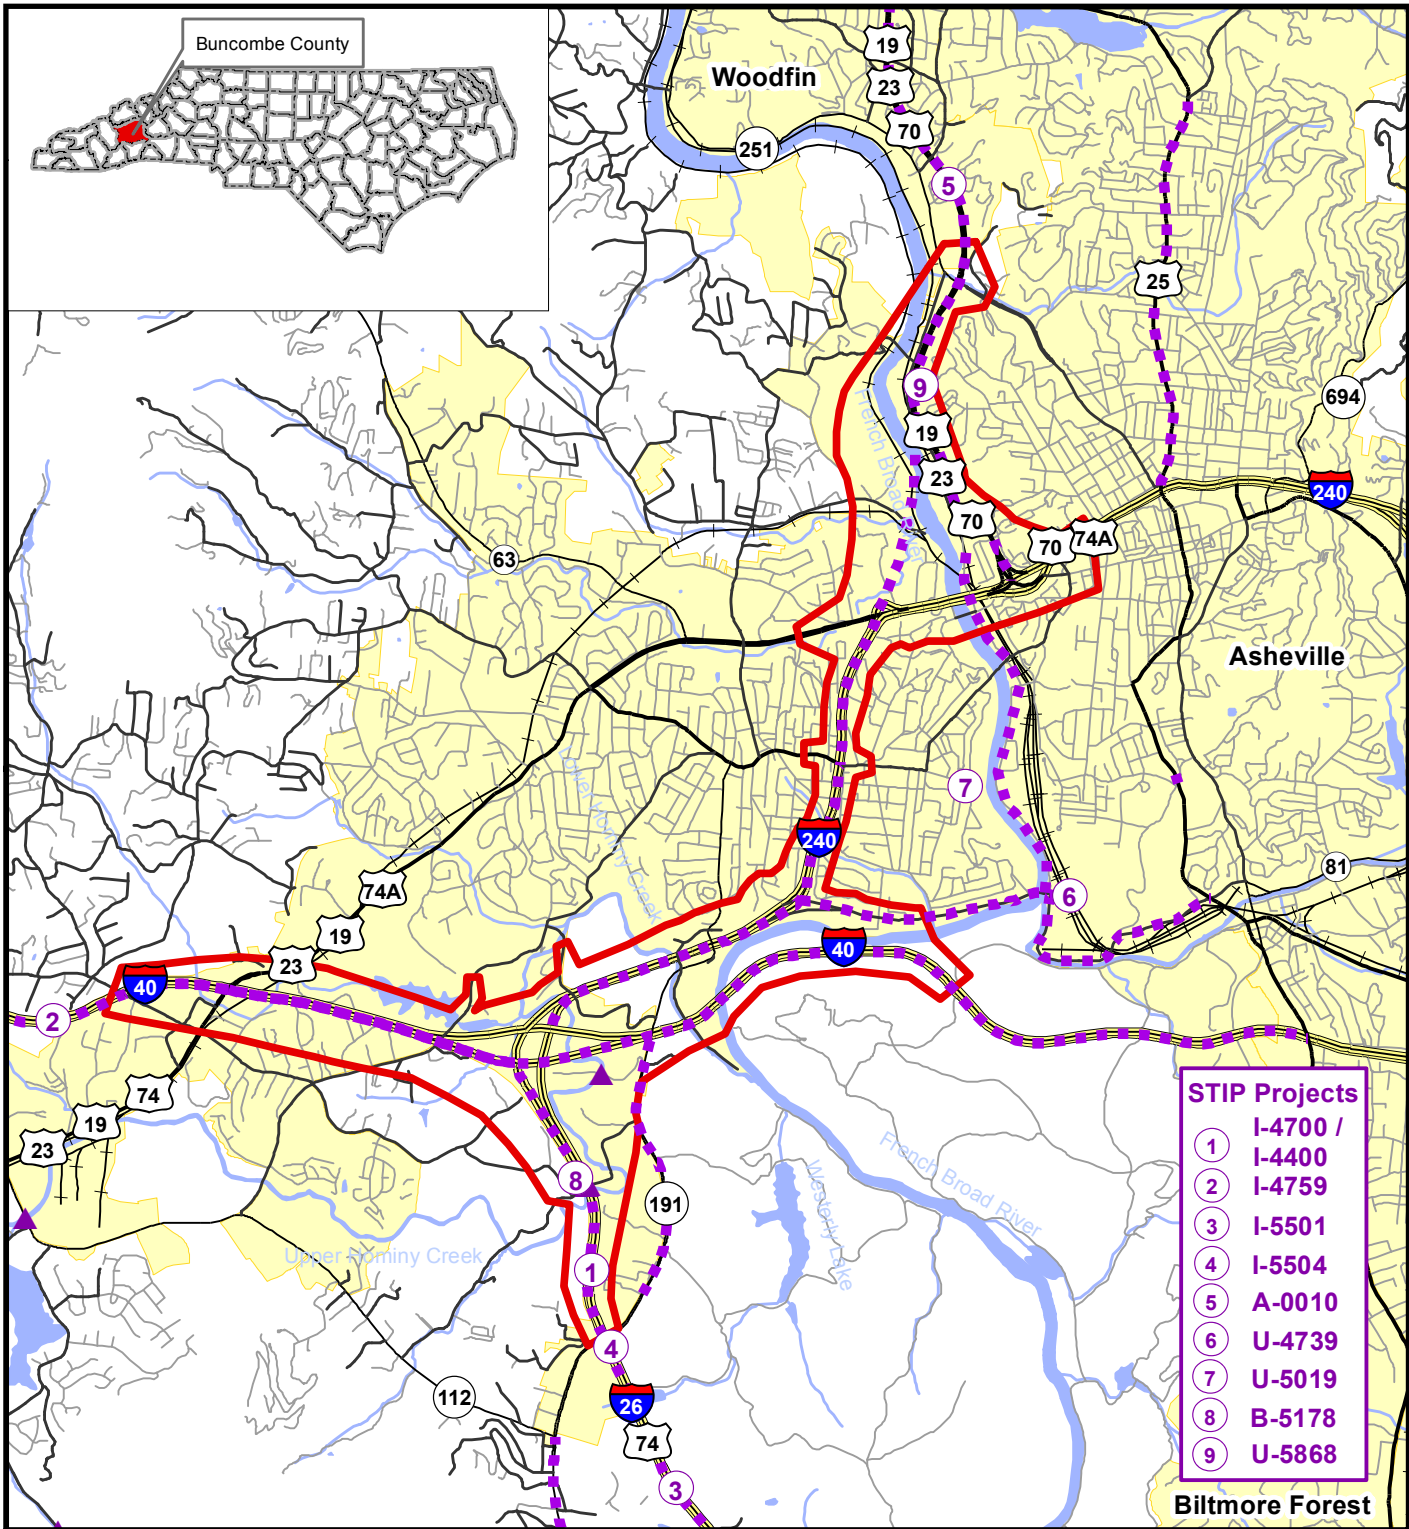 Buncombe County
19
Woodfin
23
70
251
5
25
694
9
French Broad River
19
23
240
70
70
74A
63
Asheville
7
240
81
74A
6
Lower Hominy Creek
19
40
23
40
2
74
19
23
8
191
French Broad River
Westerly Lake
Upper Hominy Creek
1
4
112
26
74
3
STIP Projects
1 I-4700 /
I-4400
2 I-4759
3 I-5501
4 I-5504
5 A-0010
6 U-4739
7 U-5019
8 B-5178
9 U-5868
Biltmore Forest